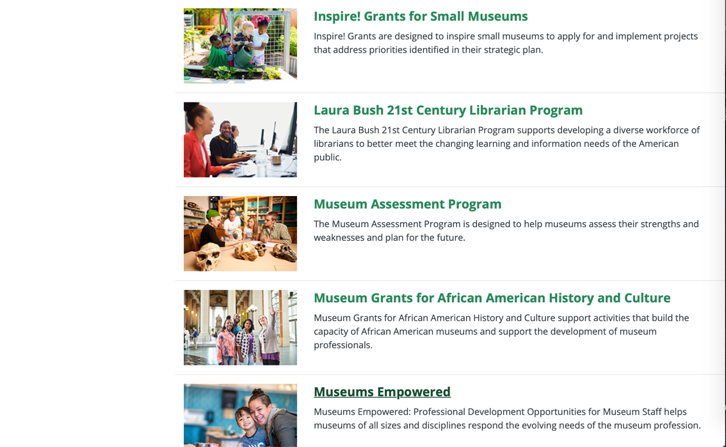 Inspire! Grants for Small Museums
Inspire! Grants are designed to inspire small museums to apply for and implement projects
that address priorities identified in their strategic plan.
Laura Bush 21st Century Librarian Program
The Laura Bush 21st Century Librarian Program supports developing a diverse workforce of
librarians to better meet the changing learning and information needs of the American
public.
Museum Assessment Program
The Museum Assessment Program is designed to help museums assess their strengths and
weaknesses and plan for the future.
Museum Grants for African American History and Culture
Museum Grants for African American History and Culture support activities that build the
capacity of African American museums and support the development of museum
professionals.
Museums Empowered
Museums Empowered: Professional Development Opportunities for Museum Staff helps
museums of all sizes and disciplines respond the evolving needs of the museum profession.